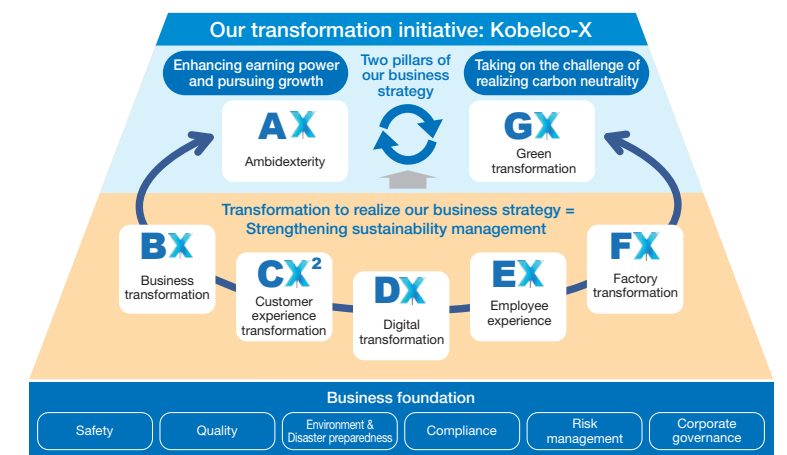 Our transformation initiative: Kobelco-X
Enhancing earning power
and pursuing growth
Two pillars of
our business
strategy
Taking on the challenge of
realizing carbon neutrality
AX
Ambidexterity
GX
Green
transformation
Transformation to realize our business strategy =
Strengthening sustainability management
BX
Business
transformation
CX²
Customer
experience
transformation
DX
Digital
transformation
EX
Employee
experience
FX
Factory
transformation
Business foundation
Safety
Quality
Environment &
Disaster preparedness
Compliance
Risk
management
Corporate
governance